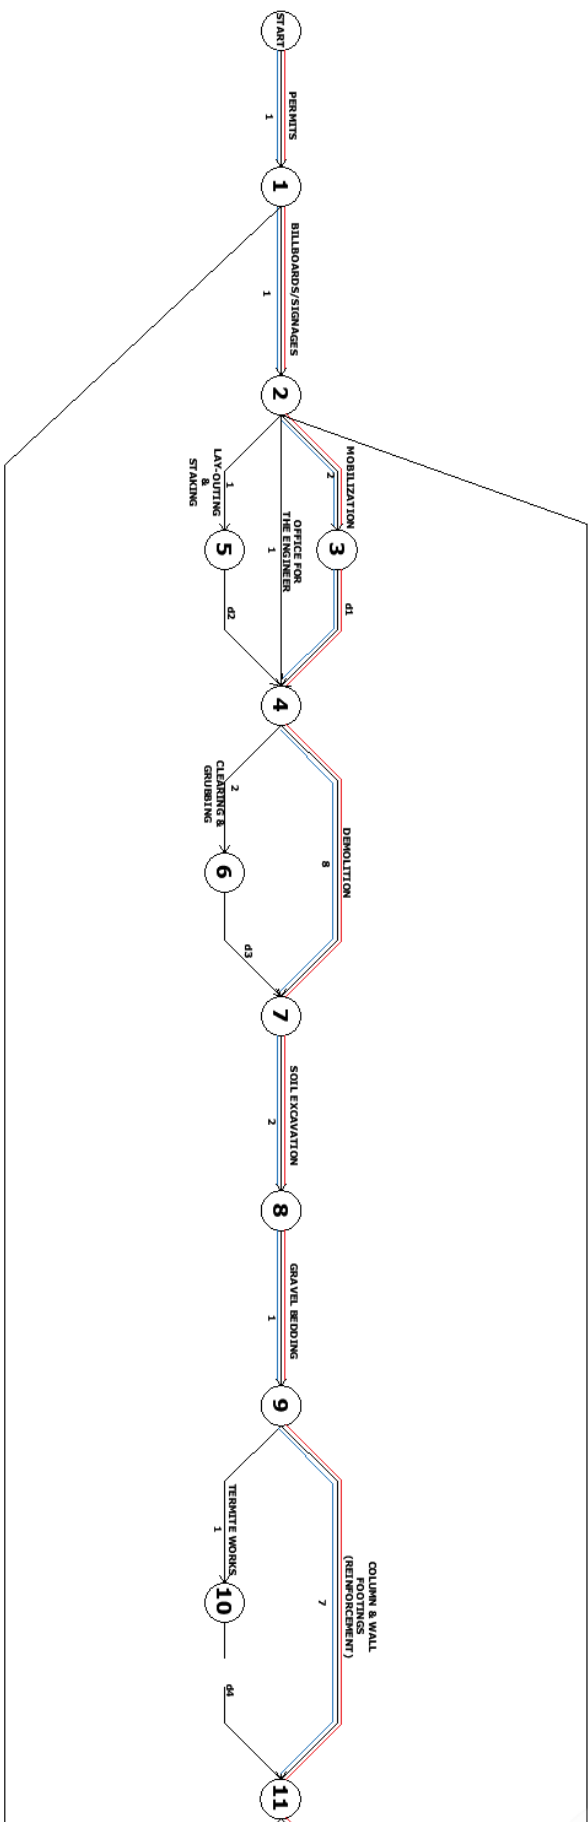 START
PERMITS
1
1
BILLBOARDS/SIGNAGES
1
2
MOBILIZATION
2
3
d1
OFFICE FOR
THE ENGINEER
1
LAY-OUTING
&
STAKING
1
5
d2
4
DEMOLITION
8
CLEARING &
GRUBBING
2
6
d3
7
SOIL EXCAVATION
2
8
GRAVEL BEDDING
1
9
COLUMN & WALL
FOOTINGS
(REINFORCEMENT)
7
TERMITE WORKS
1
10
d4
11